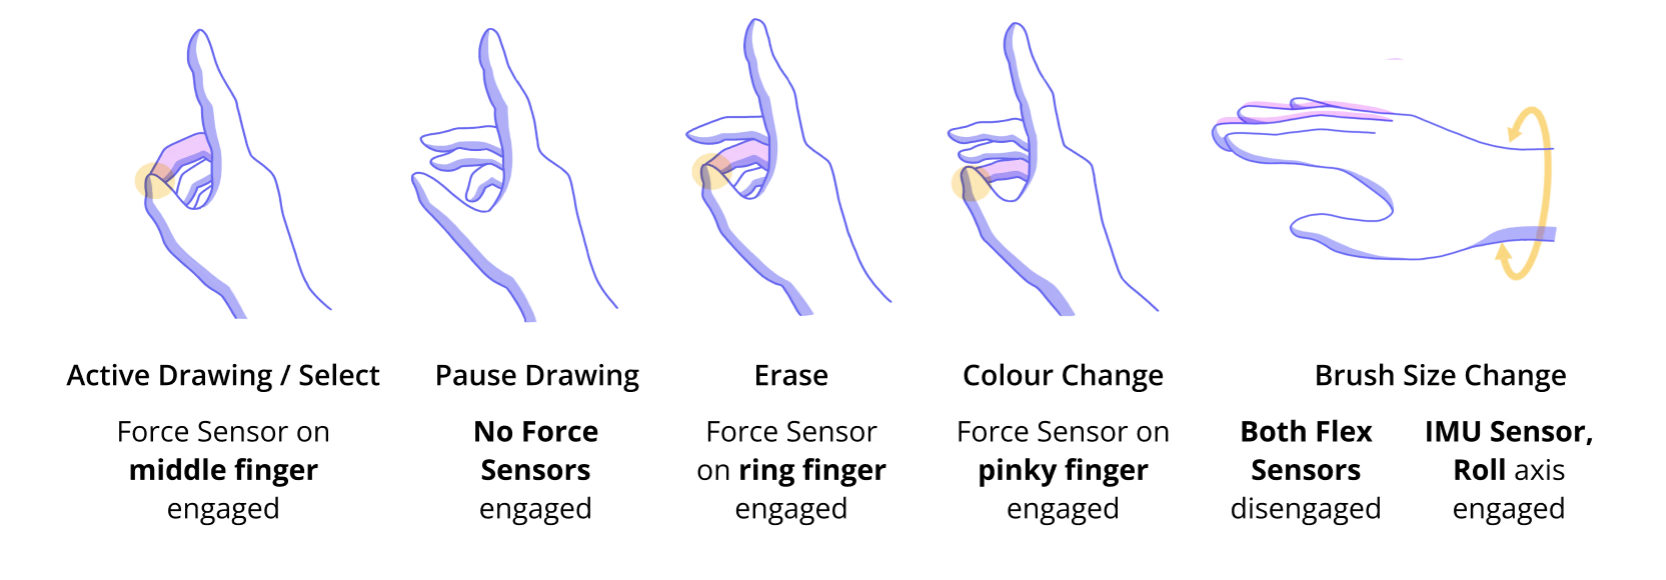 Active Drawing / Select
Force Sensor on
middle finger
engaged
Pause Drawing
No Force
Sensors
engaged
Erase
Force Sensor
on ring finger
engaged
Colour Change
Force Sensor on
pinky finger
engaged
Brush Size Change
Both Flex
Sensors
disengaged
IMU Sensor,
Roll axis
engaged